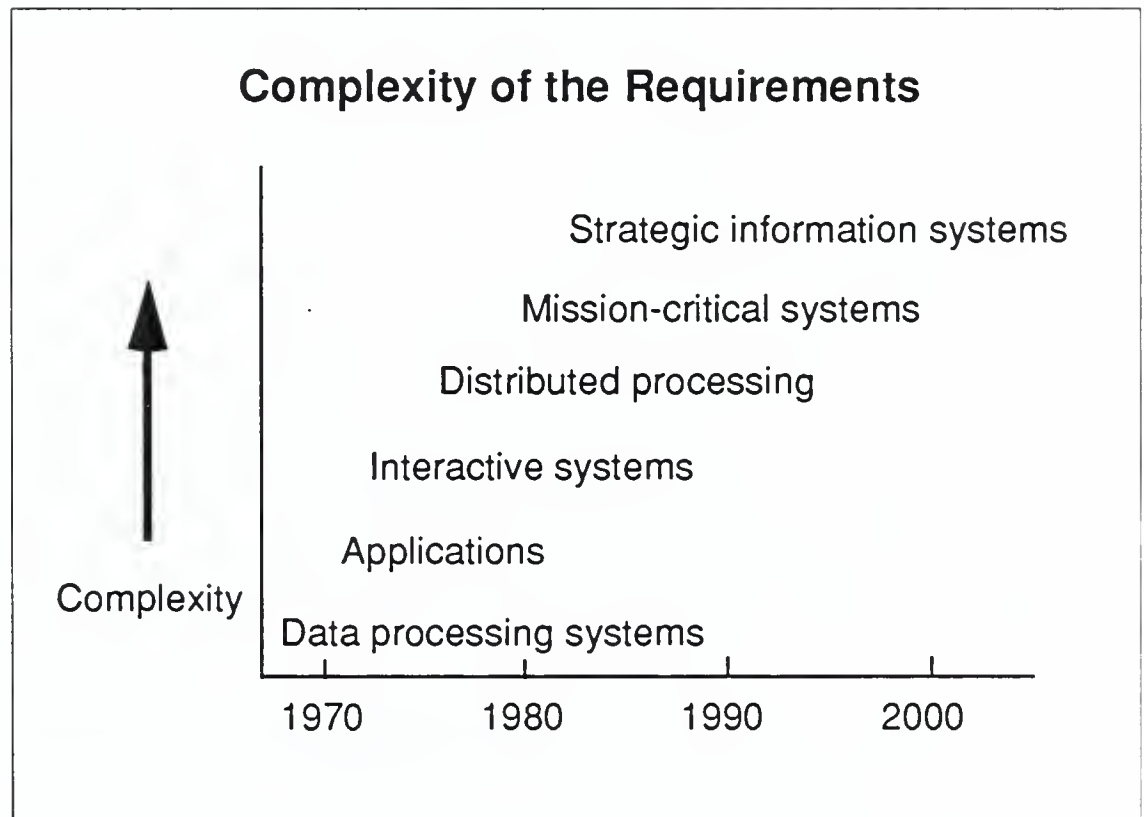 Complexity of the Requirements
Strategic information systems
Mission-critical systems
Distributed processing
Interactive systems
Applications
Complexity
Data processing systems
1970 1980 1990 2000